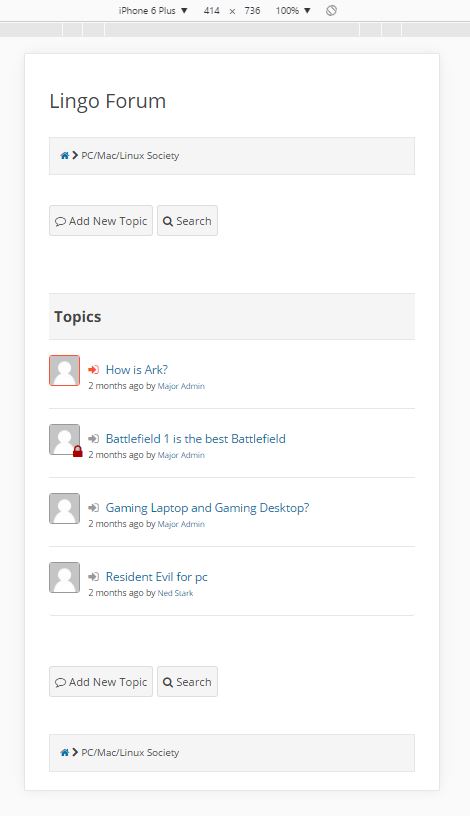 iPhone 6 Plus ▼ 414 × 736 100% ▼
Lingo Forum
PC/Mac/Linux Society
Add New Topic Search
Topics
How is Ark?
2 months ago by Major Admin
Battlefield 1 is the best Battlefield
2 months ago by Major Admin
Gaming Laptop and Gaming Desktop?
2 months ago by Major Admin
Resident Evil for pc
2 months ago by Ned Stark
Add New Topic Search
PC/Mac/Linux Society